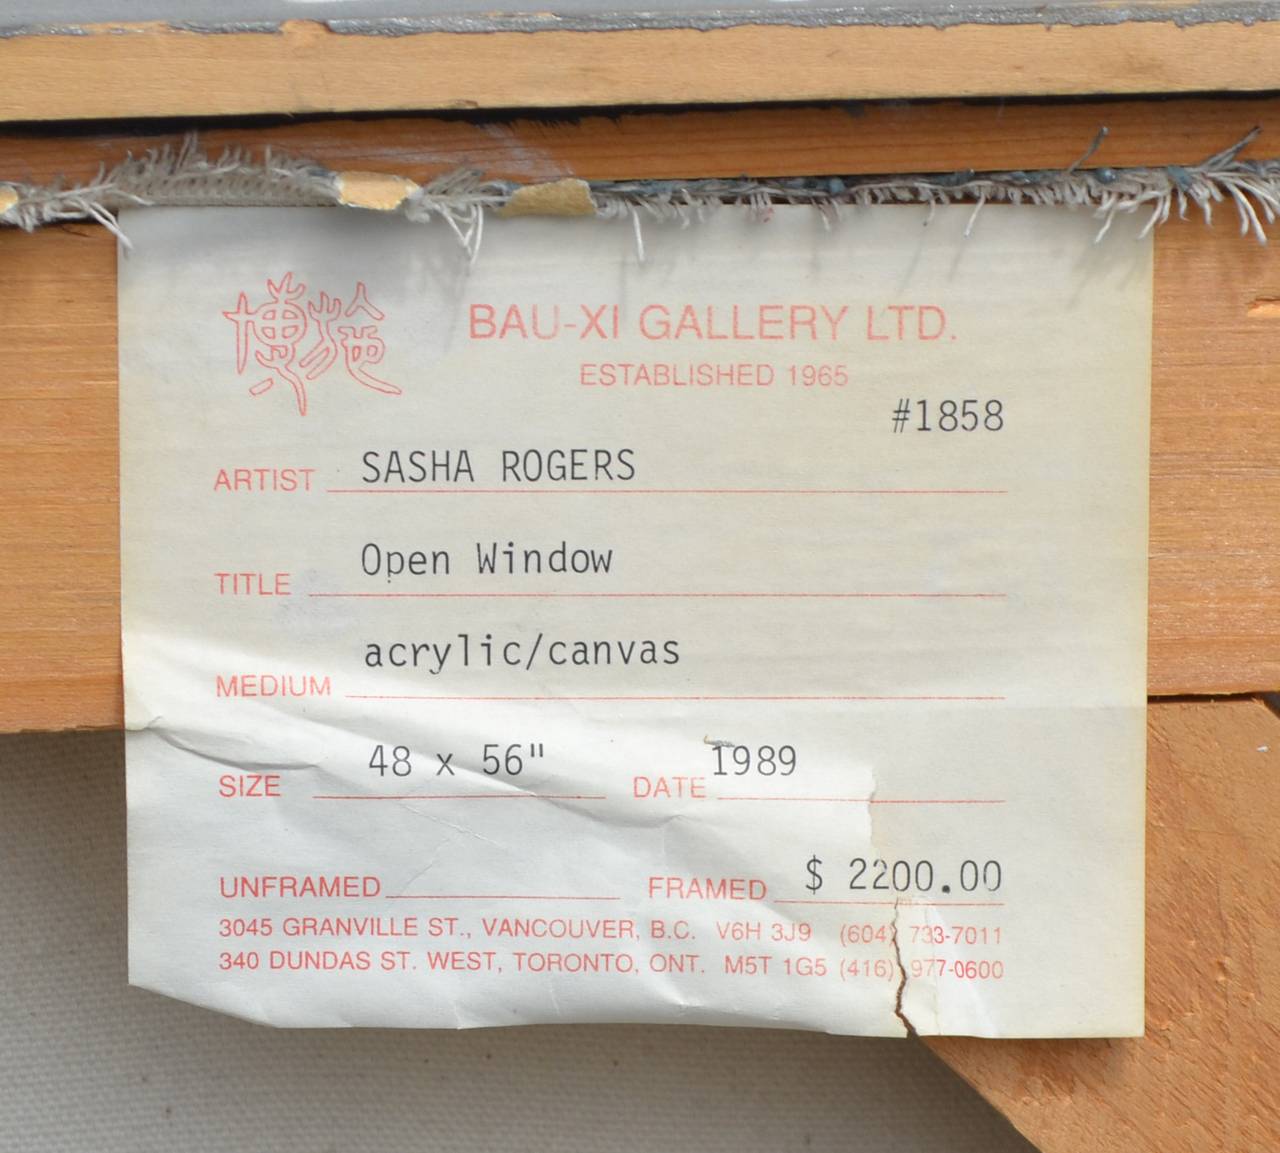 BAU-XI GALLERY LTD.
ESTABLISHED 1965
#1858
ARTIST SASHA ROGERS
TITLE Open Window
MEDIUM acrylic/canvas
SIZE 48 x 56" DATE 1989
UNFRAMED FRAMED $ 2200.00
3045 GRANVILLE ST., VANCOUVER, B.C. V6H 3J9 (604) 733-7011
340 DUNDAS ST. WEST, TORONTO, ONT. M5T 1G5 (416) 977-0600